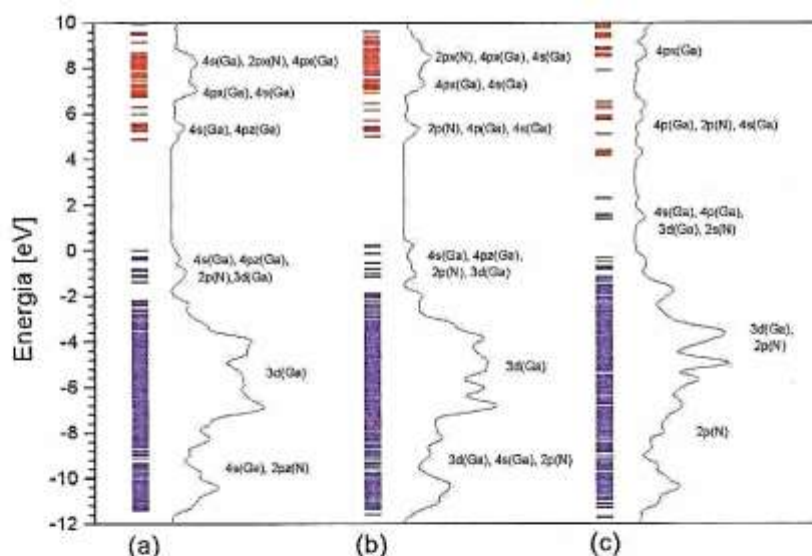 Energia [eV]
10
8
6
4
2
0
-2
-4
-6
-8
-10
-12
4s(Ga), 2px(N), 4px(Ga)
4px(Ga), 4s(Ga)
4s(Ga), 4pz(Ga)
4s(Ga), 4pz(Ga),
2p(N),3d(Ga)
3d(Ga)
4s(Ga), 2pz(N)
(a)
2px(N), 4px(Ga), 4s(Ga)
4px(Ga), 4s(Ga)
2p(N), 4p(Ga), 4s(Ga)
4s(Ga), 4pz(Ga),
2p(N), 3d(Ga)
3d(Ga)
3d(Ga), 4s(Ga), 2p(N)
(b)
4px(Ga)
4p(Ga), 2p(N), 4s(Ga)
4s(Ga), 4p(Ga),
3d(Ga), 2s(N)
3d(Ga),
2p(N)
2p(N)
(c)